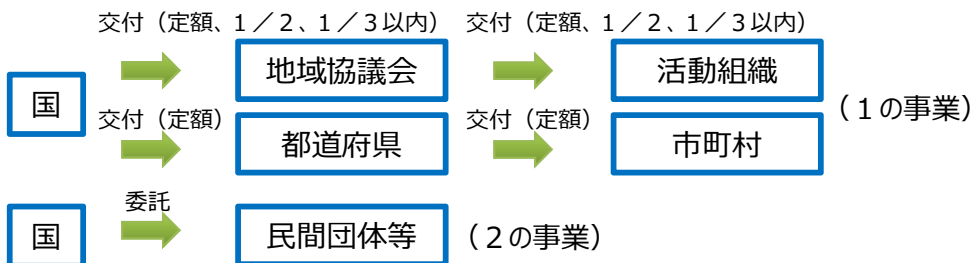 交付（定額、１／２、１／３以内） 交付（定額、１／２、１／３以内）
国 地域協議会 活動組織 （１の事業）
交付（定額） 交付（定額）
都道府県 市町村
委託
国 民間団体等 （２の事業）